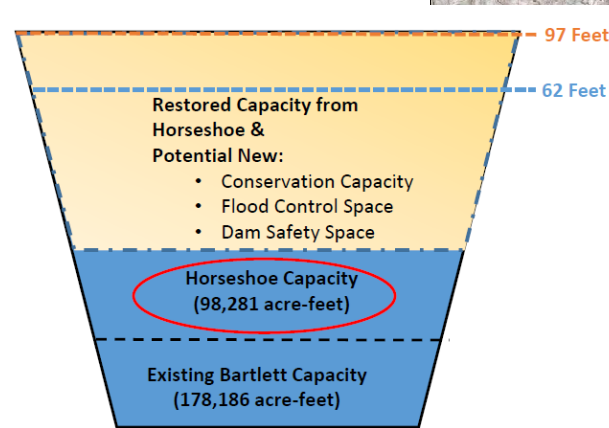 97 Feet
62 Feet
Restored Capacity from
Horseshoe &
Potential New:
• Conservation Capacity
• Flood Control Space
• Dam Safety Space
Horseshoe Capacity
(98,281 acre-feet)
Existing Bartlett Capacity
(178,186 acre-feet)